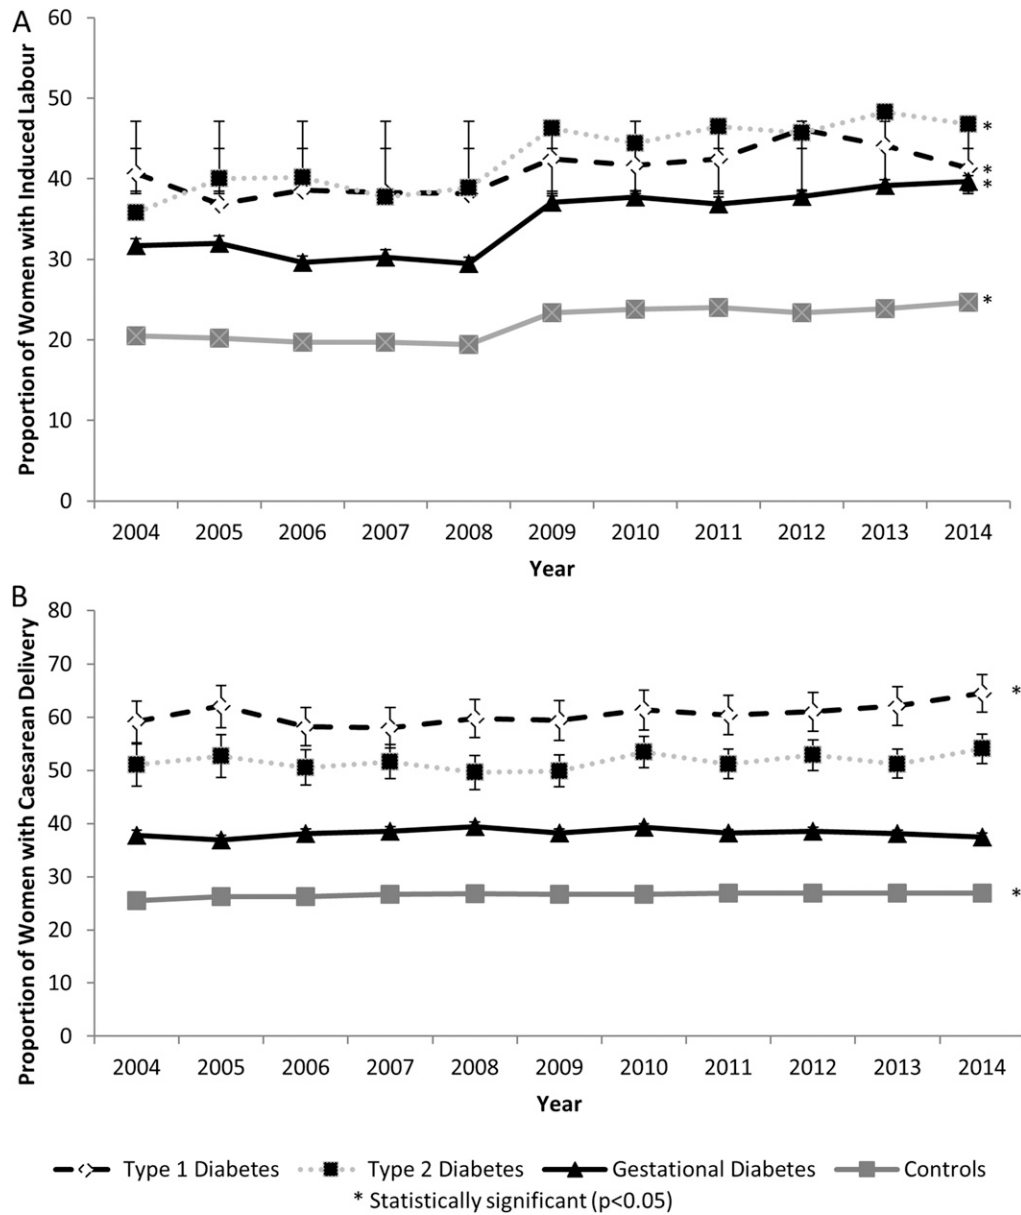 A
Proportion of Women with Induced Labour
60
50
40
30
20
10
0
*
*
*
*
2004 2005 2006 2007 2008 2009 2010 2011 2012 2013 2014
Year
B
Proportion of Women with Caesarean Delivery
80
70
60
50
40
30
20
10
0
*
*
2004 2005 2006 2007 2008 2009 2010 2011 2012 2013 2014
Year
Type 1 Diabetes Type 2 Diabetes Gestational Diabetes Controls
* Statistically significant (p<0.05)